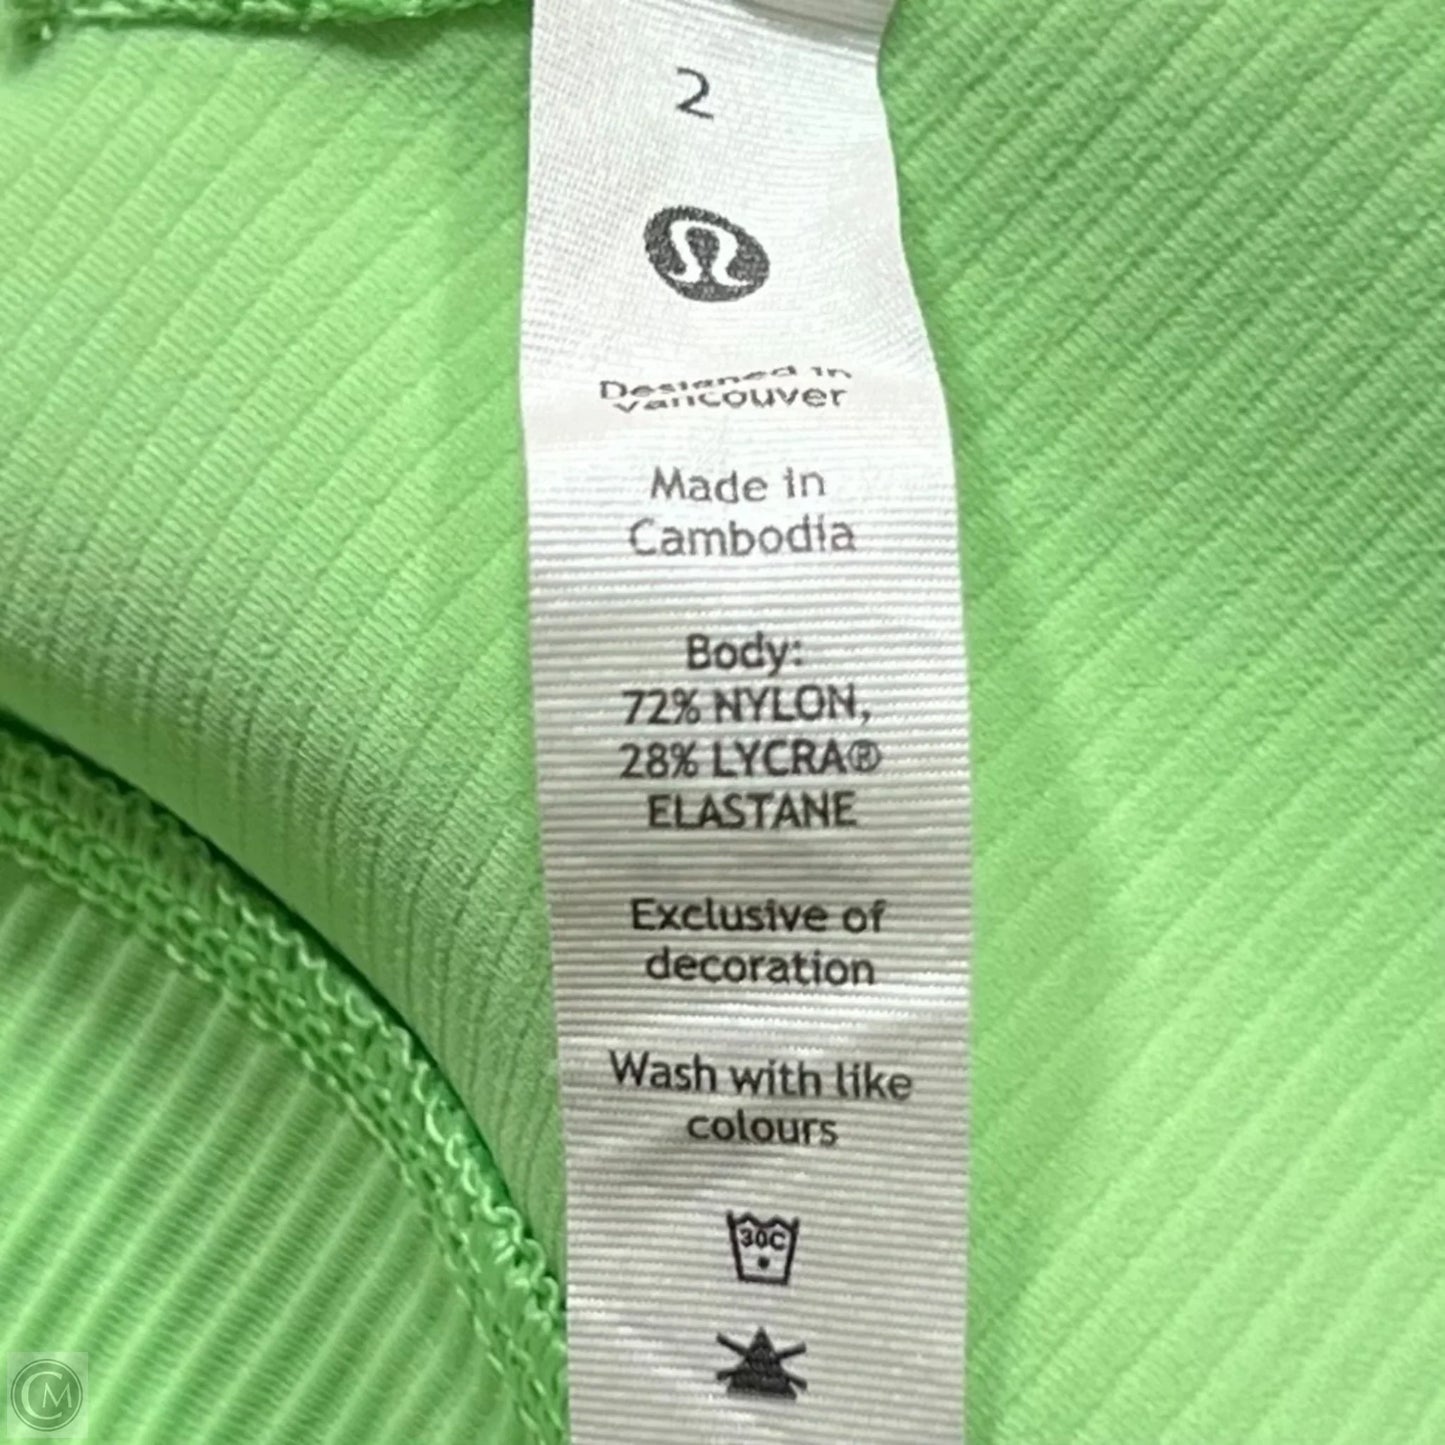 2
Designed in
Vancouver
Made in
Cambodia
Body:
72% NYLON,
28% LYCRA®
ELASTANE
Exclusive of
decoration
Wash with like
colours
30C
CM